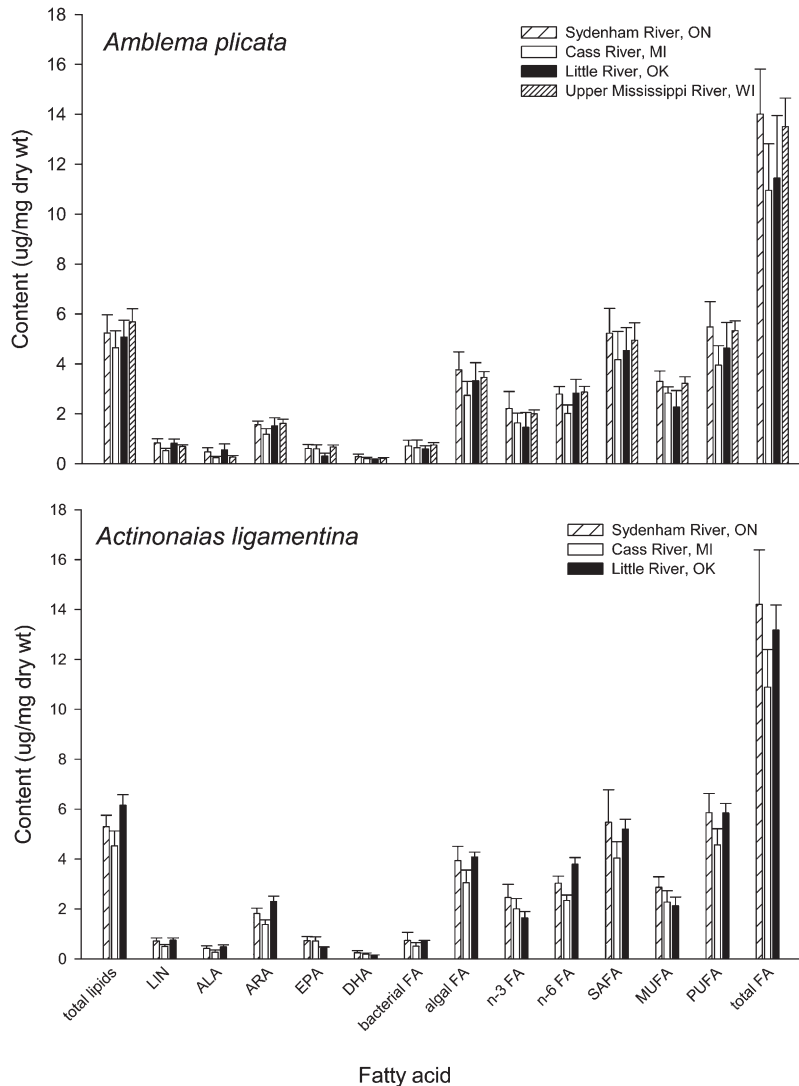 18
16
14
12
10
8
6
4
2
0
Content (ug/mg dry wt)
Amblema plicata
Sydenham River, ON
Cass River, MI
Little River, OK
Upper Mississippi River, WI
18
16
14
12
10
8
6
4
2
0
Content (ug/mg dry wt)
Actinonaias ligamentina
Sydenham River, ON
Cass River, MI
Little River, OK
total lipids
LIN
ALA
ARA
EPA
DHA
bacterial FA
algal FA
n-3 FA
n-6 FA
SAFA
MUFA
PUFA
total FA
Fatty acid